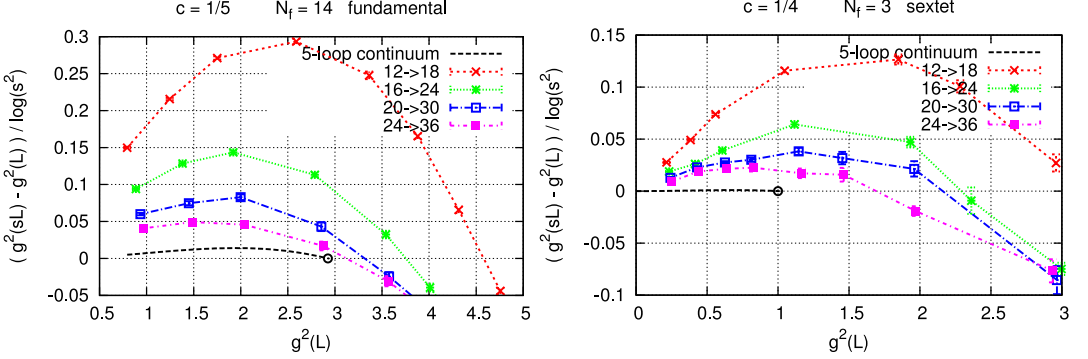 c = 1/5 N_f = 14 fundamental
( g²(sL) - g²(L) ) / log(s²)
0.3
0.25
0.2
0.15
0.1
0.05
0
-0.05
5-loop continuum
12->18
16->24
20->30
24->36
0.5 1 1.5 2 2.5 3 3.5 4 4.5 5
g²(L)
c = 1/4 N_f = 3 sextet
( g²(sL) - g²(L) ) / log(s²)
0.15
0.1
0.05
0
-0.05
-0.1
5-loop continuum
12->18
16->24
20->30
24->36
0 0.5 1 1.5 2 2.5 3
g²(L)